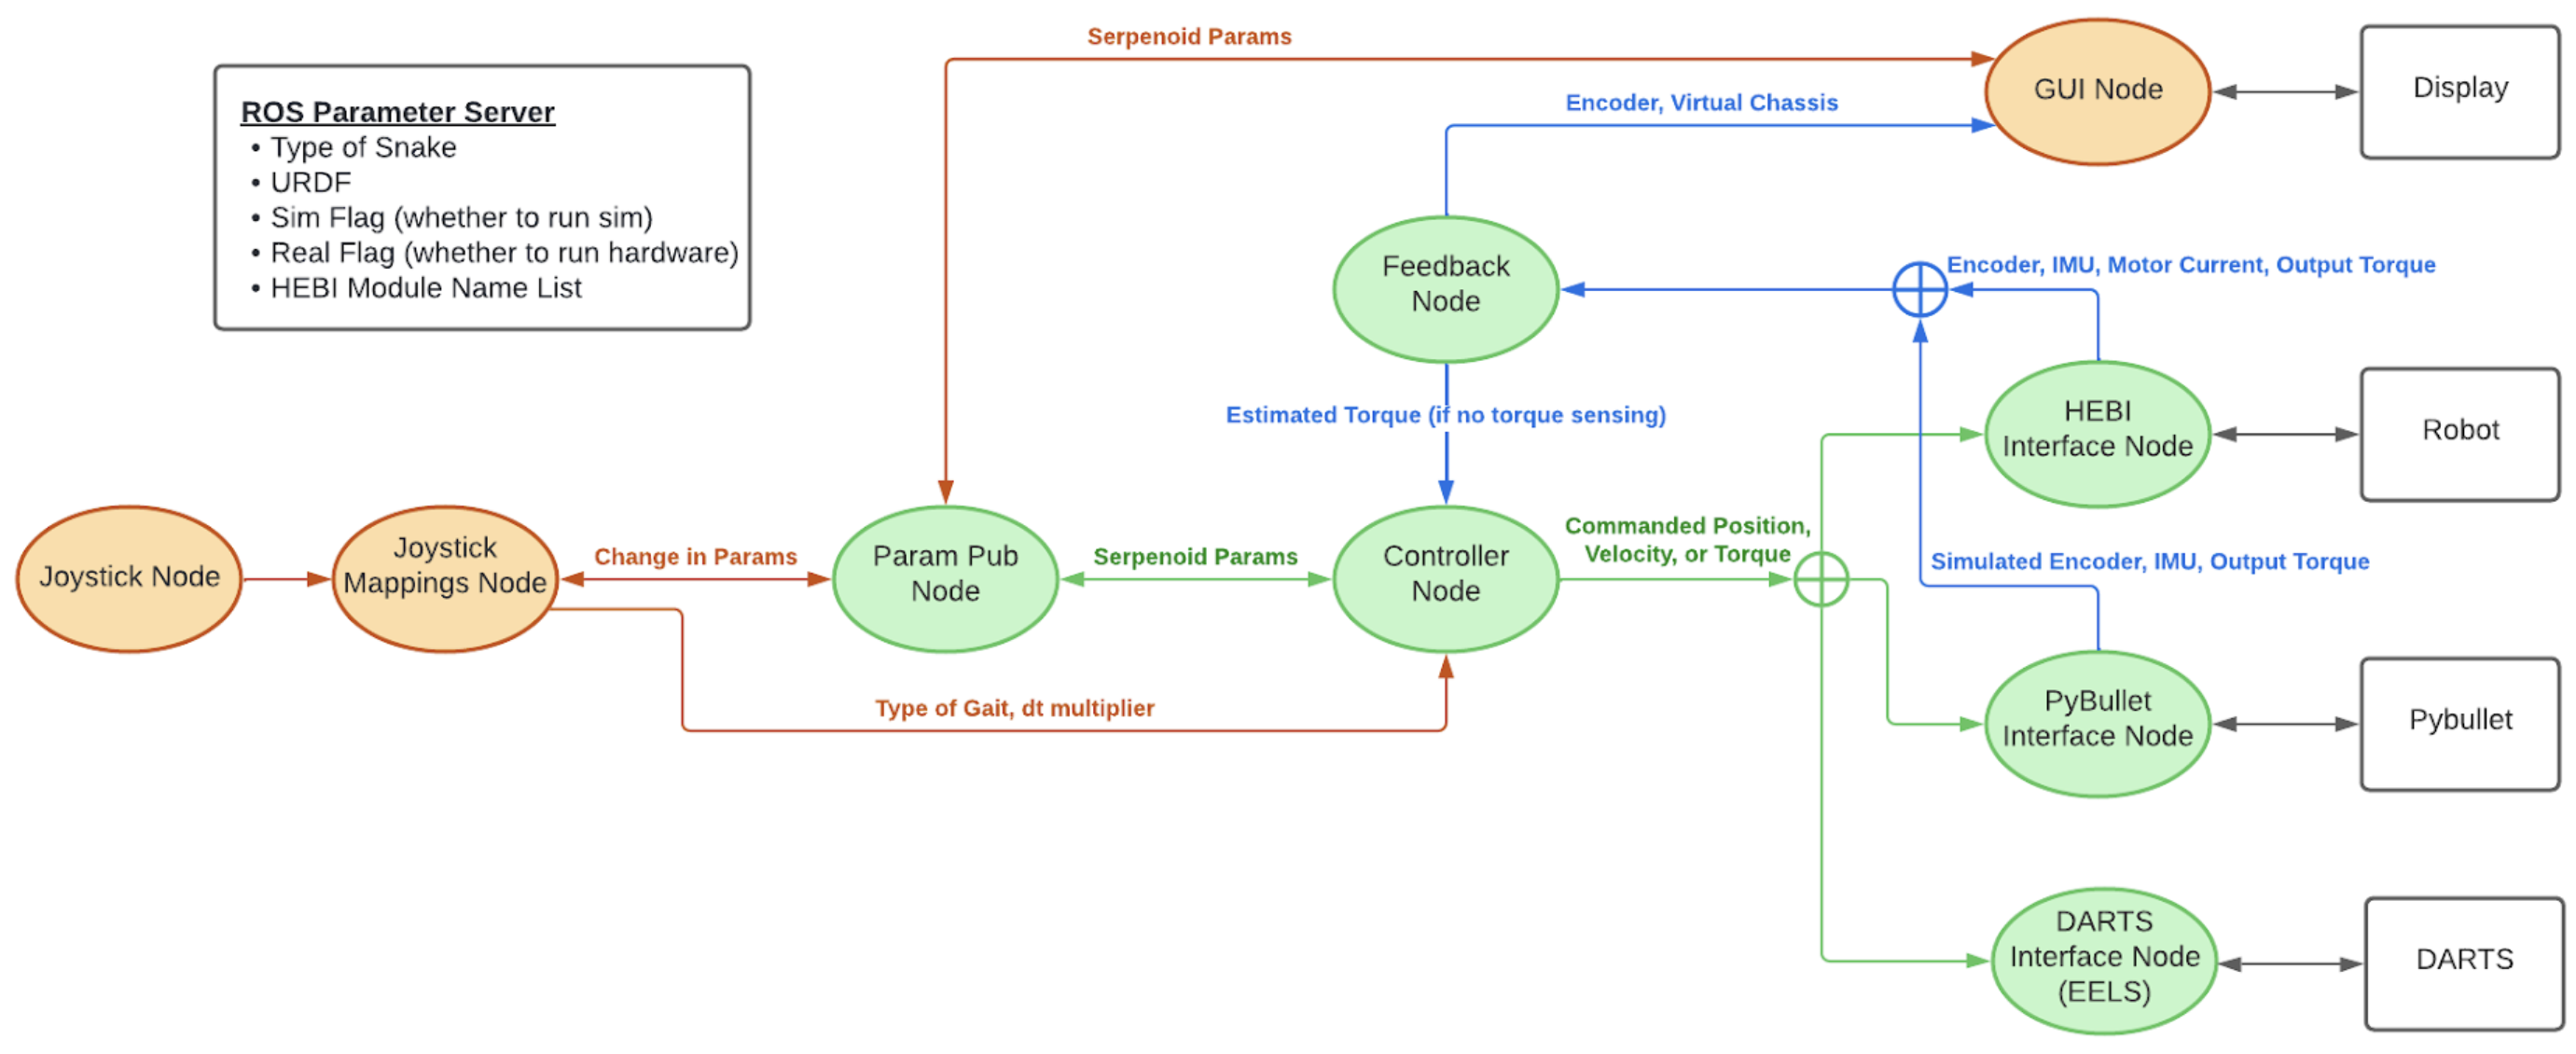 Serpenoid Params
GUI Node
Display
Encoder, Virtual Chassis
ROS Parameter Server
• Type of Snake
• URDF
• Sim Flag (whether to run sim)
• Real Flag (whether to run hardware)
• HEBI Module Name List
Feedback
Node
Encoder, IMU, Motor Current, Output Torque
Estimated Torque (if no torque sensing)
HEBI
Interface Node
Robot
Joystick Node
Joystick
Mappings Node
Change in Params
Param Pub
Node
Serpenoid Params
Controller
Node
Commanded Position,
Velocity, or Torque
Simulated Encoder, IMU, Output Torque
Type of Gait, dt multiplier
PyBullet
Interface Node
Pybullet
DARTS
Interface Node
(EELS)
DARTS